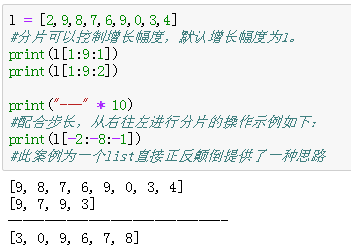 l = [2,9,8,7,6,9,0,3,4]
#分片可以控制增长幅度，默认增长幅度为1。
print(l[1:9:1])
print(l[1:9:2])
print("---" * 10)
#配合步长，从右往左进行分片的操作示例如下：
print(l[-2:-8:-1])
#此案例为一个list直接正反颠倒提供了一种思路
[9, 8, 7, 6, 9, 0, 3, 4]
[9, 7, 9, 3]
------------------------------
[3, 0, 9, 6, 7, 8]